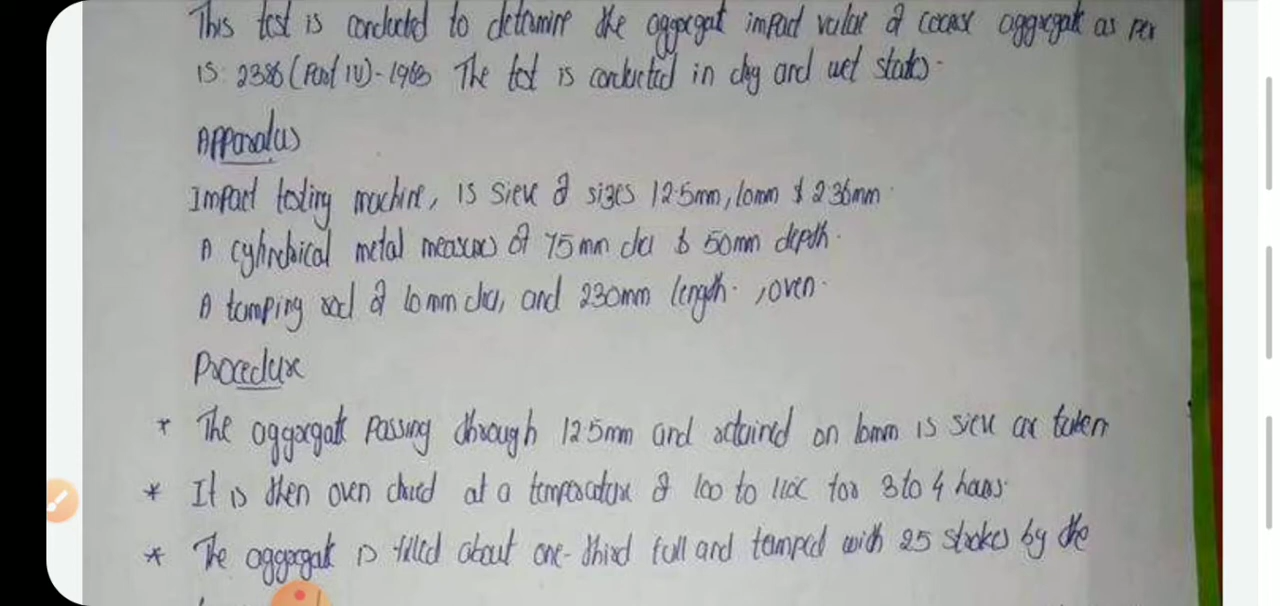 This test is conducted to determine the aggregate impact value of coarse aggregate as per
IS: 2386 (Part IV)-1963 The test is conducted in dry and wet states.
Apparatus
Impact testing machine, IS sieve of sizes 12.5mm, 10mm & 2.36mm
A cylindrical metal measures of 75mm dia & 50mm depth.
A tamping rod of 10mm dia, and 230mm length. , oven.
Procedure
* The aggregate passing through 12.5mm and retained on 10mm is sieve are taken
* It is then oven dried at a temperature of 100 to 110c for 3 to 4 hours.
* The aggregate is filled about one-third full and tamped with 25 strokes by the